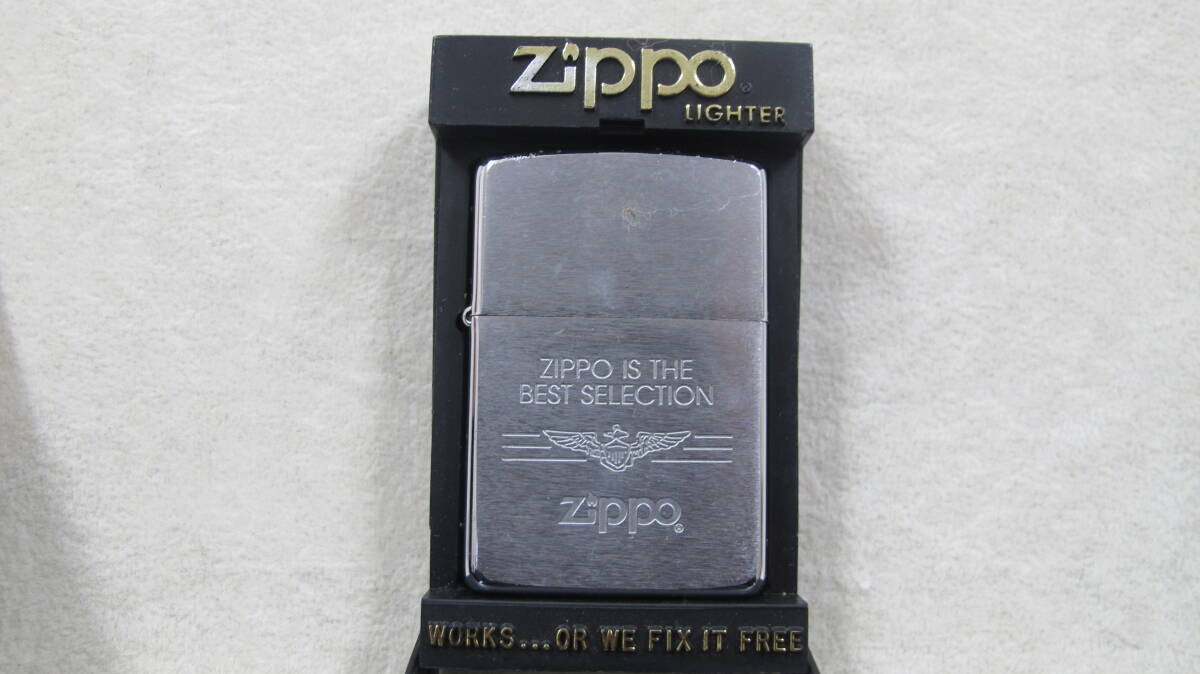 Zippo®
LIGHTER
ZIPPO IS THE
BEST SELECTION
Zippo®
WORKS...OR WE FIX IT FREE